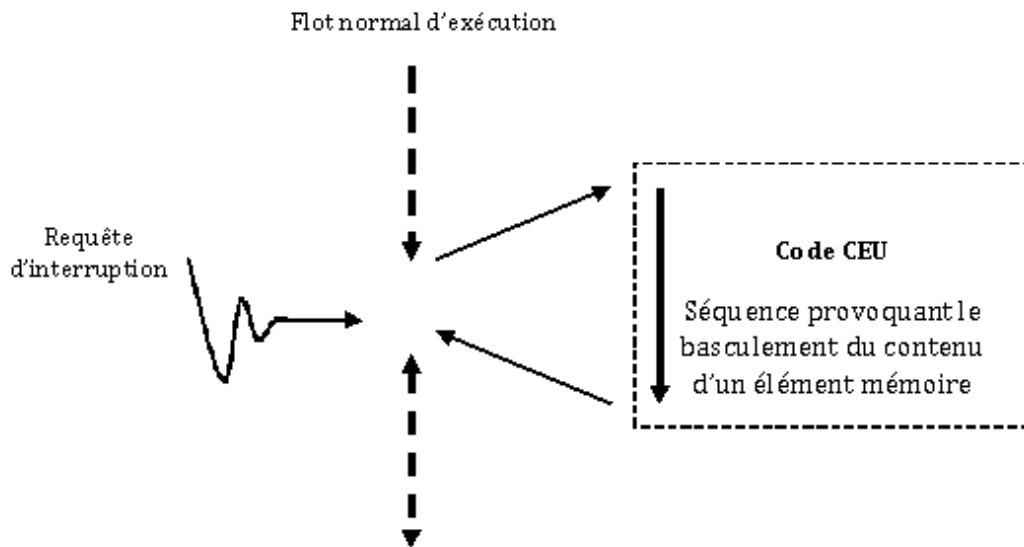 Flot normal d'exécution
Requête
d'interruption
Code CEU
Séquence provoquant le
basculement du contenu
d'un élément mémoire